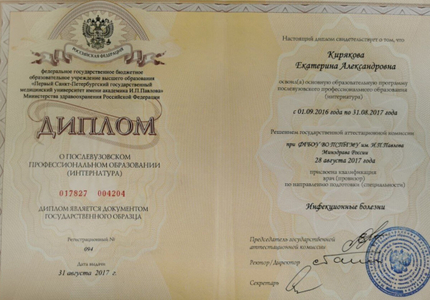 РОССИЙСКАЯ ФЕДЕРАЦИЯ
федеральное государственное бюджетное
образовательное учреждение высшего образования
"Первый Санкт-Петербургский государственный
медицинский университет имени академика И.П.Павлова"
Министерства здравоохранения Российской Федерации
ДИПЛОМ
О ПОСЛЕВУЗОВСКОМ
ПРОФЕССИОНАЛЬНОМ ОБРАЗОВАНИИ
(ИНТЕРНАТУРА)
017827 004204
ДИПЛОМ ЯВЛЯЕТСЯ ДОКУМЕНТОМ
ГОСУДАРСТВЕННОГО ОБРАЗЦА
Регистрационный №
094
Дата выдачи
31 августа 2017 г.
Настоящий диплом свидетельствует о том, что
Кирякова
Екатерина Александровна
освоил(а) основную образовательную программу
послевузовского профессионального образования
(интернатура)
с 01.09.2016 года по 31.08.2017 года
Решением государственной аттестационной комиссии
при ФГБОУ ВО ПСПбГМУ им. И.П.Павлова
Минздрава России
28 августа 2017 года
присвоена квалификация
врач (провизор)
по направлению подготовки (специальности)
Инфекционные болезни
Председатель государственной
аттестационной комиссии
Ректор/Директор
Секретарь